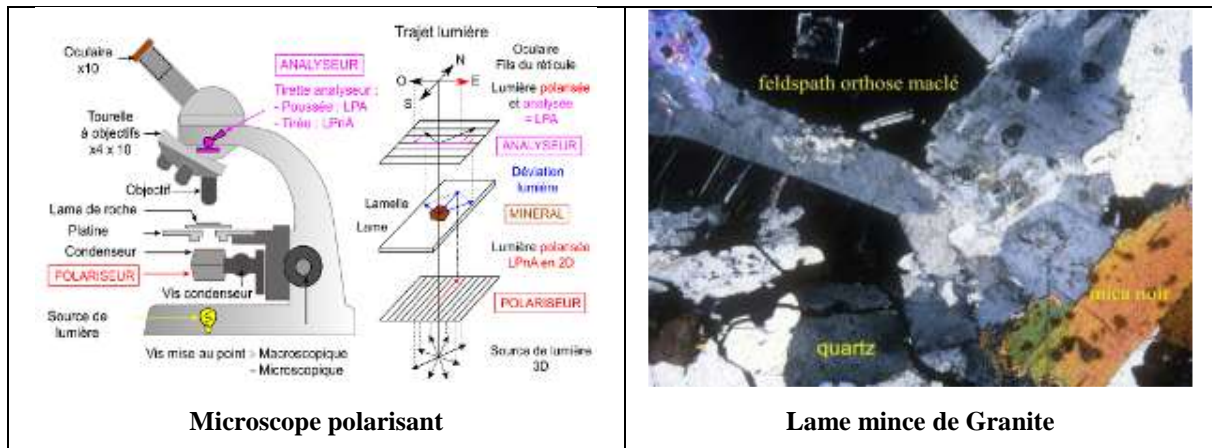 Oculaire
x10
ANALYSEUR
Tirette analyseur :
- Poussée : LPA
- Tirée : LPnA
Tourelle
à objectifs
x4 x 10
Objectif
Lame de roche
Platine
Condenseur
POLARISEUR
Vis condenseur
Source de
lumière
Vis mise au point - Macroscopique
- Microscopique
Trajet lumière
N
O
E
S
Oculaire
Fils du réticule
Lumière polarisée
et analysée
= LPA
ANALYSEUR
Déviation
lumière
Lamelle
Lame
MINERAL
Lumière polarisée
LPnA en 2D
POLARISEUR
Source de lumière
3D
Microscope polarisant
feldspath orthose maclé
mica noir
quartz
Lame mince de Granite